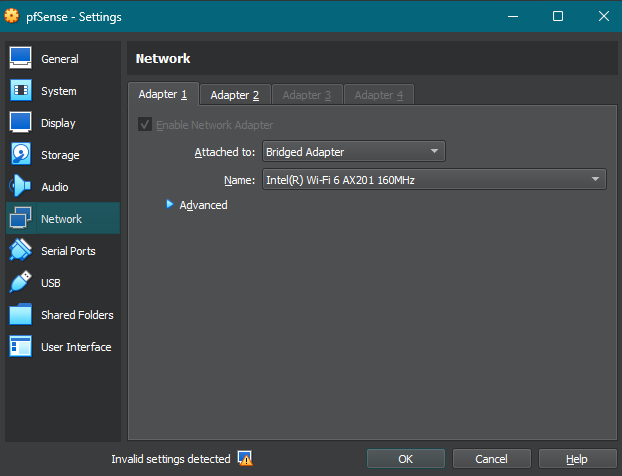 pfSense - Settings
General
System
Display
Storage
Audio
Network
Serial Ports
USB
Shared Folders
User Interface
Network
Adapter 1 Adapter 2 Adapter 3 Adapter 4
Enable Network Adapter
Attached to: Bridged Adapter
Name: Intel(R) Wi-Fi 6 AX201 160MHz
Advanced
Invalid settings detected OK Cancel Help